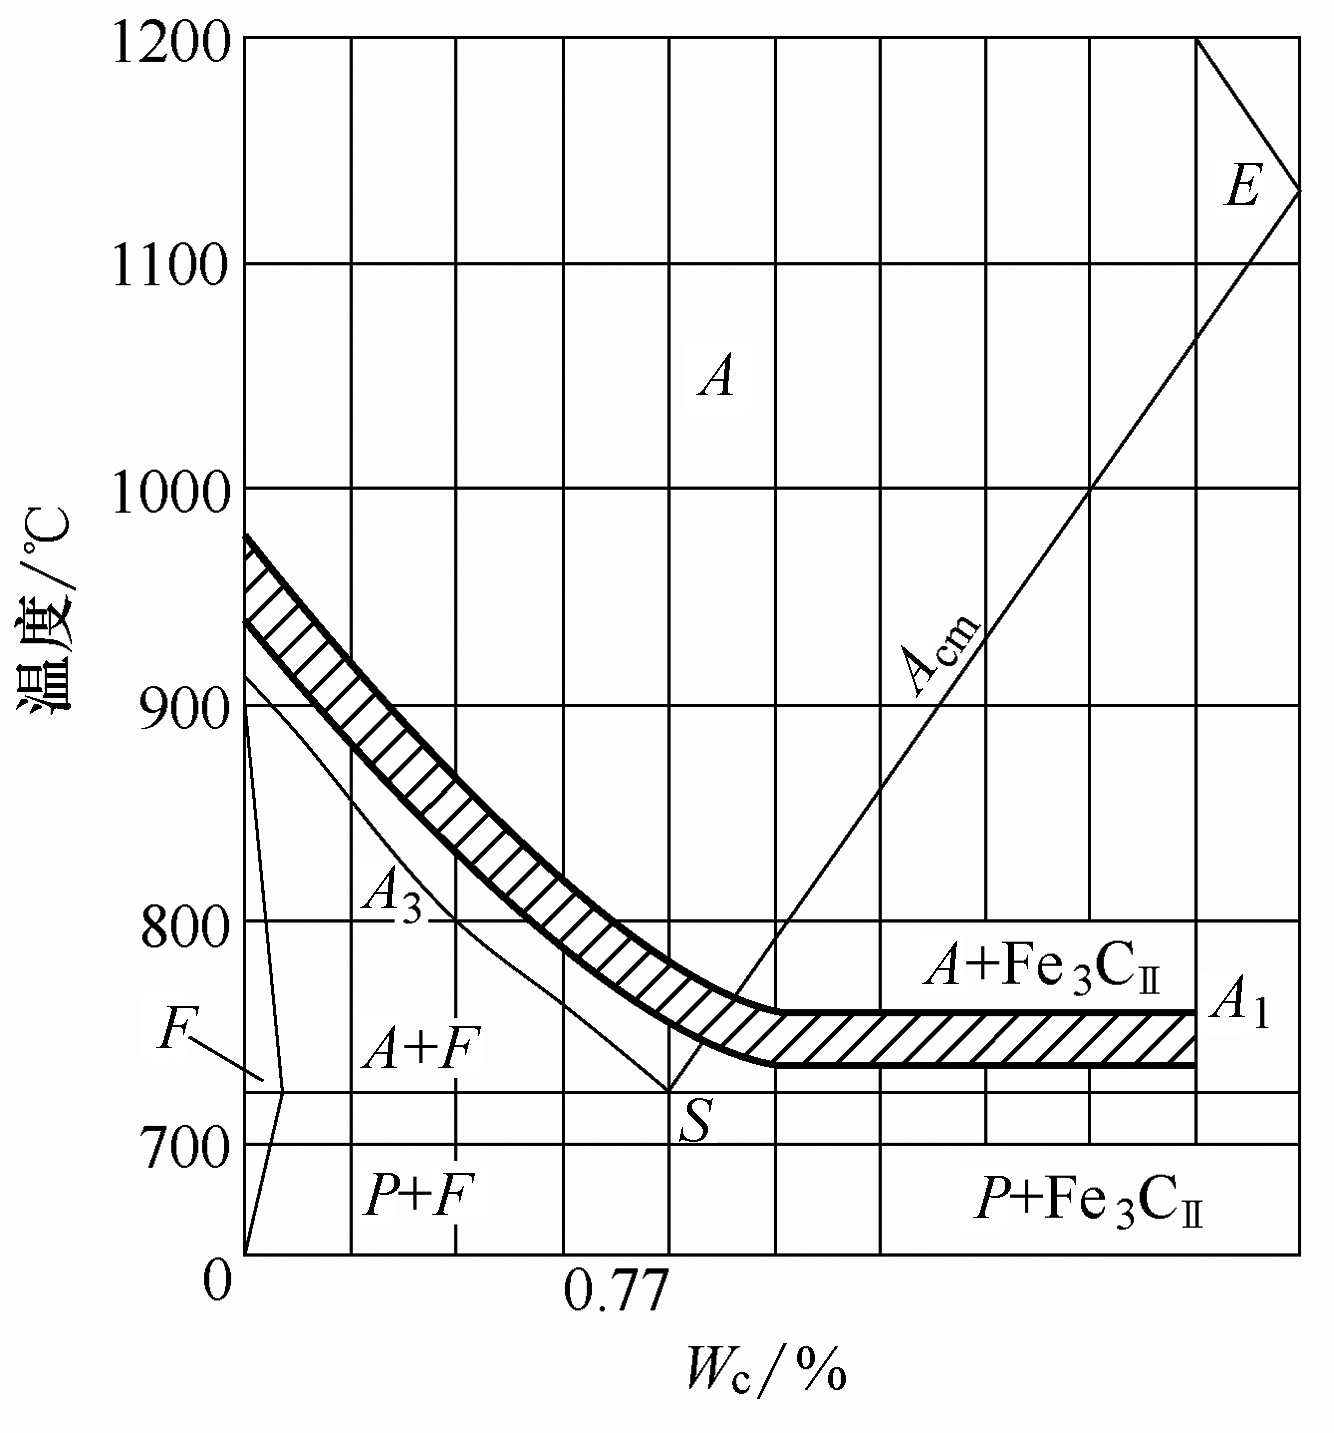 1200
1100
1000
900
800
700
0
温度/℃
E
A
Acm
A3
A+Fe3CⅡ
A1
F
A+F
S
P+F
P+Fe3CⅡ
0.77
Wc/%